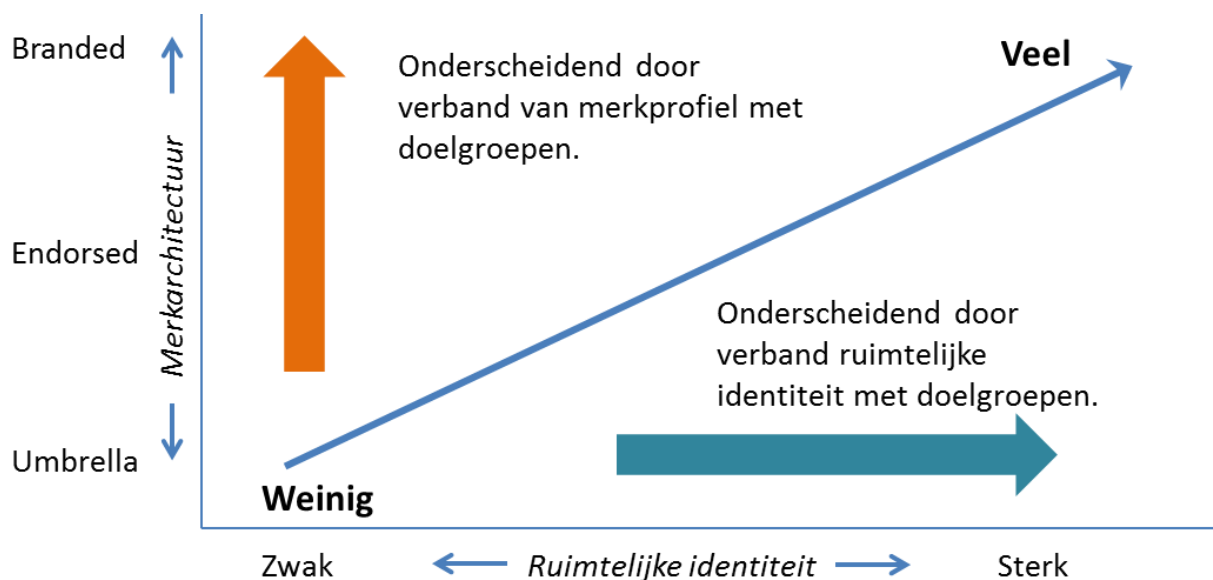 Branded
Veel
Onderscheidend door
verband van merkprofiel met
doelgroepen.
Merkarchitectuur
Endorsed
Onderscheidend door
verband ruimtelijke
identiteit met doelgroepen.
Umbrella
Weinig
Zwak
Ruimtelijke identiteit
Sterk